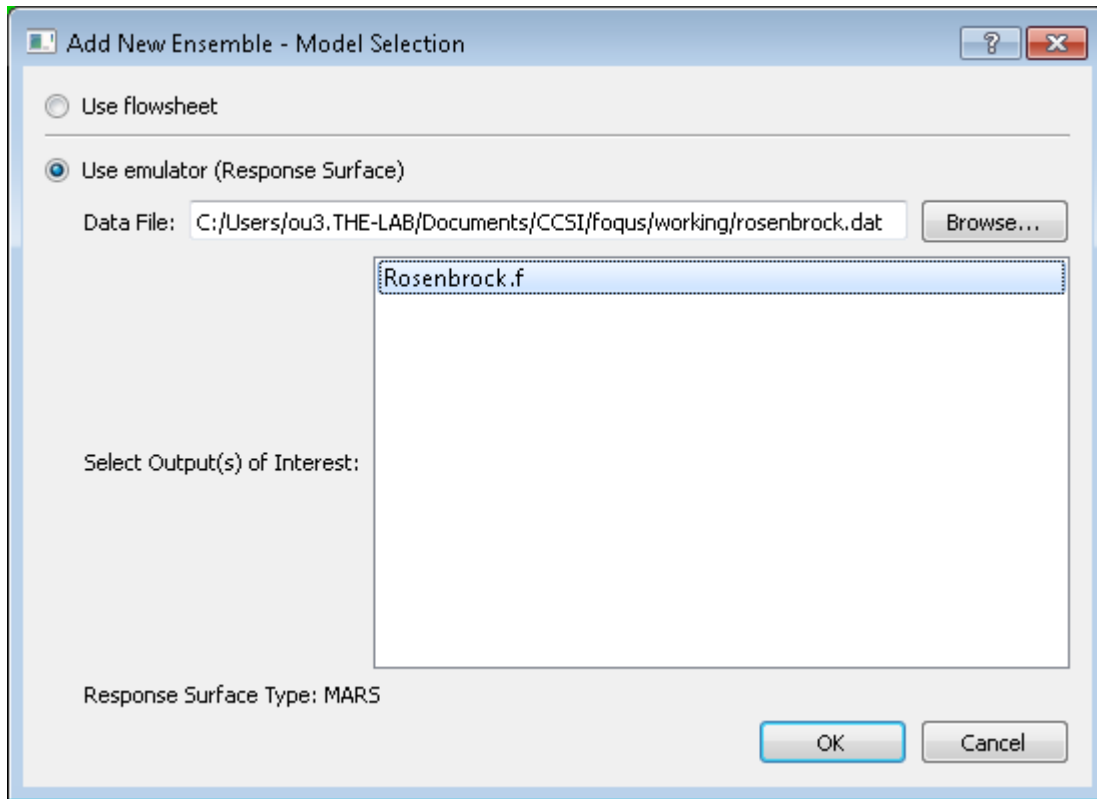 Add New Ensemble - Model Selection
Use flowsheet
Use emulator (Response Surface)
Data File: C:/Users/ou3.THE-LAB/Documents/CCSI/foqus/working/rosenbrock.dat Browse...
Rosenbrock.f
Select Output(s) of Interest:
Response Surface Type: MARS
OK Cancel